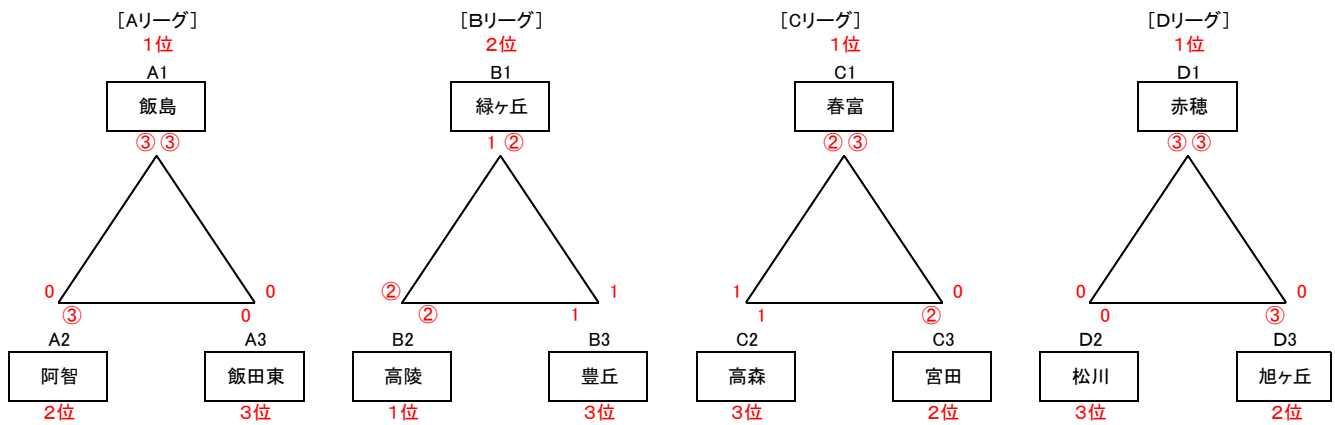 [Aリーグ] [Bリーグ] [Cリーグ] [Dリーグ]
1位 2位 1位 1位
A1 B1 C1 D1
飯島 緑ヶ丘 春富 赤穂
③ ③ 1 ② ② ③ ③ ③
0 0 ② 1 1 0 0 0
③ 0 ② 1 1 ② 0 ③
A2 A3 B2 B3 C2 C3 D2 D3
阿智 飯田東 高陵 豊丘 高森 宮田 松川 旭ヶ丘
2位 3位 1位 3位 3位 2位 3位 2位